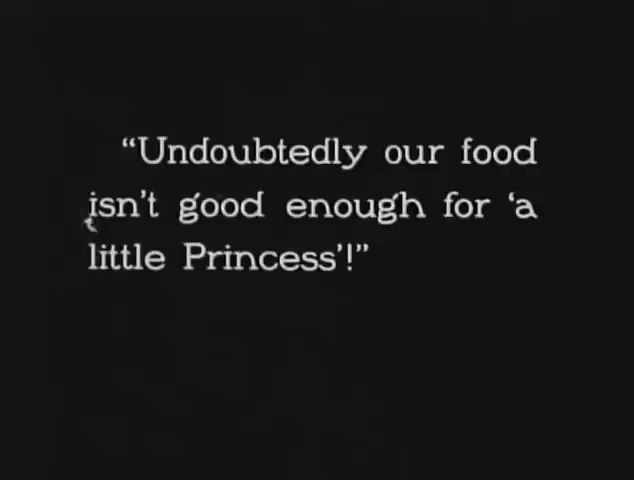 “Undoubtedly our food
isn't good enough for ‘a
little Princess’!”